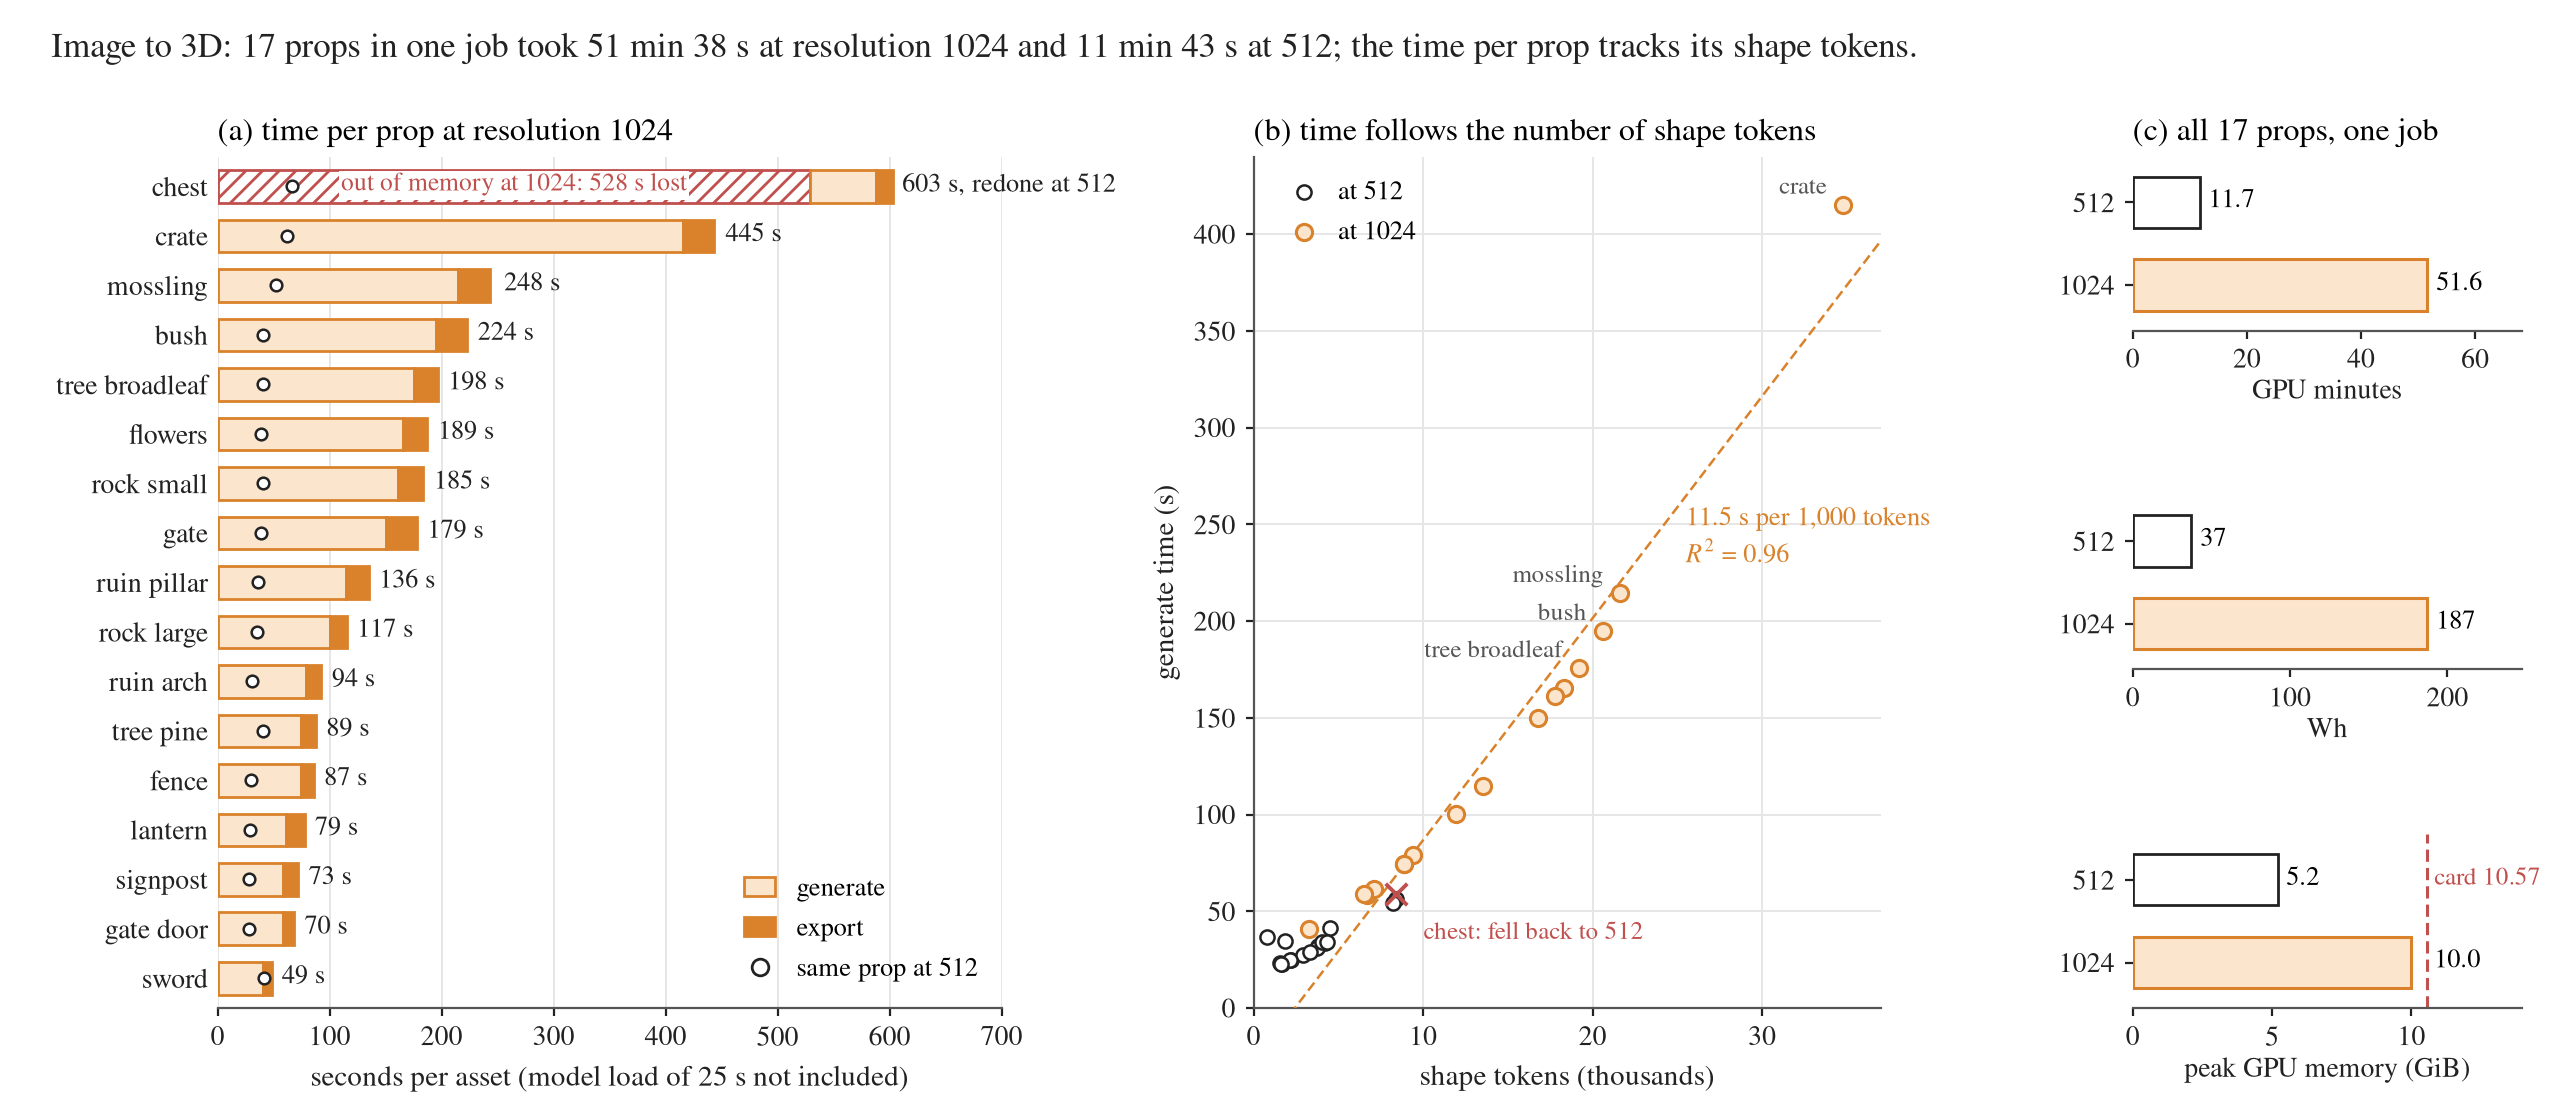 Image to 3D: 17 props in one job took 51 min 38 s at resolution 1024 and 11 min 43 s at 512; the time per prop tracks its shape tokens.
(a) time per prop at resolution 1024
chest
out of memory at 1024: 528 s lost
603 s, redone at 512
crate
445 s
mossling
248 s
bush
224 s
tree broadleaf
198 s
flowers
189 s
rock small
185 s
gate
179 s
ruin pillar
136 s
rock large
117 s
ruin arch
94 s
tree pine
89 s
fence
87 s
lantern
79 s
signpost
73 s
gate door
70 s
sword
49 s
generate
export
same prop at 512
0 100 200 300 400 500 600 700
seconds per asset (model load of 25 s not included)
(b) time follows the number of shape tokens
at 512
at 1024
crate
11.5 s per 1,000 tokens
R² = 0.96
mossling
bush
tree broadleaf
chest: fell back to 512
400
350
300
250
200
150
100
50
0
generate time (s)
0 10 20 30
shape tokens (thousands)
(c) all 17 props, one job
512
11.7
1024
51.6
0 20 40 60
GPU minutes
512
37
1024
187
0 100 200
Wh
512
5.2
card 10.57
1024
10.0
0 5 10
peak GPU memory (GiB)